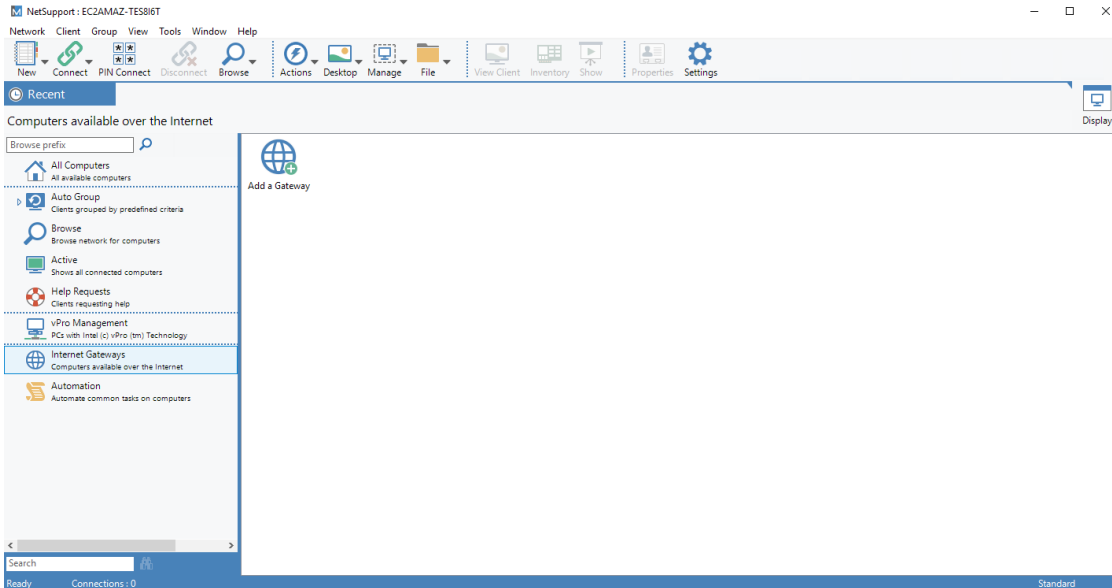 NetSupport : EC2AMAZ-TES8I6T
Network Client Group View Tools Window Help
New Connect PIN Connect Disconnect Browse Actions Desktop Manage File View Client Inventory Show Properties Settings
Recent
Display
Computers available over the Internet
Browse prefix
All Computers
All available computers
Auto Group
Clients grouped by predefined criteria
Browse
Browse network for computers
Active
Shows all connected computers
Help Requests
Clients requesting help
vPro Management
PCs with Intel (c) vPro (tm) Technology
Internet Gateways
Computers available over the Internet
Automation
Automate common tasks on computers
Add a Gateway
Search
Ready Connections : 0 Standard